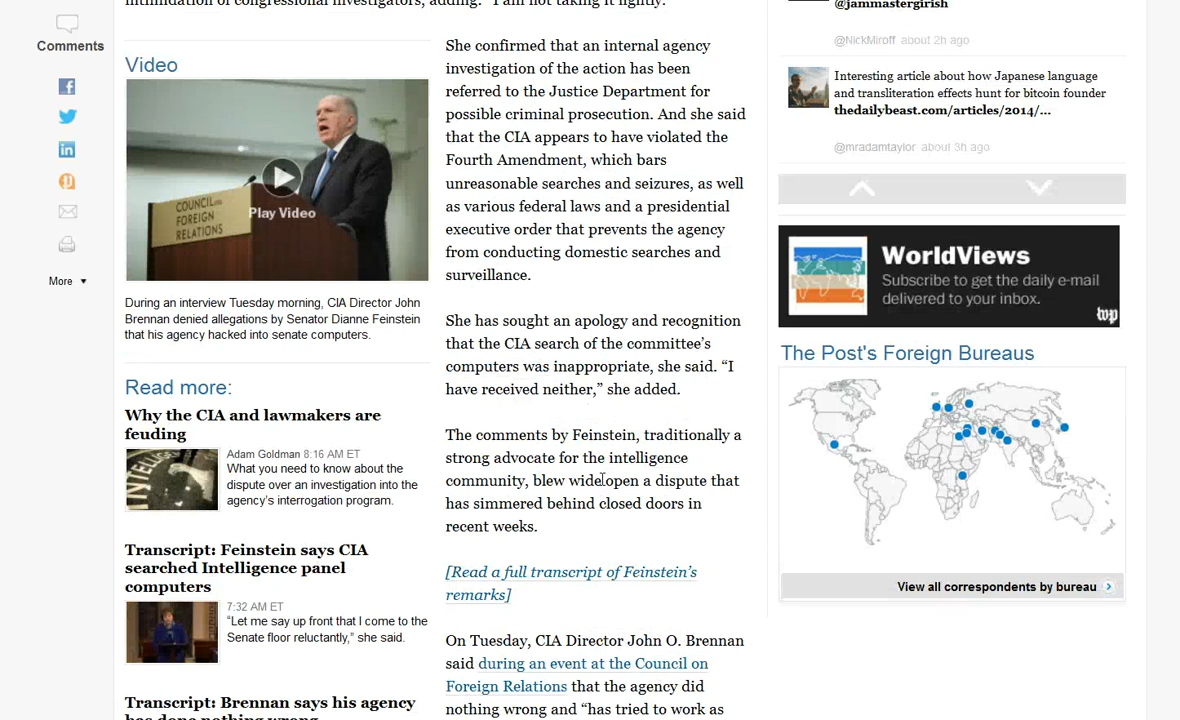 intimidation of congressional investigators, adding: “I am not taking it lightly.”
Comments
More ▼
Video
COUNCIL on
FOREIGN
RELATIONS
Play Video
During an interview Tuesday morning, CIA Director John
Brennan denied allegations by Senator Dianne Feinstein
that his agency hacked into senate computers.
Read more:
Why the CIA and lawmakers are
feuding
Adam Goldman 8:16 AM ET
What you need to know about the
dispute over an investigation into the
agency’s interrogation program.
Transcript: Feinstein says CIA
searched Intelligence panel
computers
7:32 AM ET
“Let me say up front that I come to the
Senate floor reluctantly,” she said.
Transcript: Brennan says his agency
has done nothing wrong
She confirmed that an internal agency
investigation of the action has been
referred to the Justice Department for
possible criminal prosecution. And she said
that the CIA appears to have violated the
Fourth Amendment, which bars
unreasonable searches and seizures, as well
as various federal laws and a presidential
executive order that prevents the agency
from conducting domestic searches and
surveillance.
She has sought an apology and recognition
that the CIA search of the committee’s
computers was inappropriate, she said. “I
have received neither,” she added.
The comments by Feinstein, traditionally a
strong advocate for the intelligence
community, blew wide open a dispute that
has simmered behind closed doors in
recent weeks.
[Read a full transcript of Feinstein’s
remarks]
On Tuesday, CIA Director John O. Brennan
said during an event at the Council on
Foreign Relations that the agency did
nothing wrong and “has tried to work as
@jammastergirish
@NickMiroff about 2h ago
Interesting article about how Japanese language
and transliteration effects hunt for bitcoin founder
thedailybeast.com/articles/2014/...
@mradamtaylor about 3h ago
WorldViews
Subscribe to get the daily e-mail
delivered to your inbox.
wp
The Post's Foreign Bureaus
View all correspondents by bureau